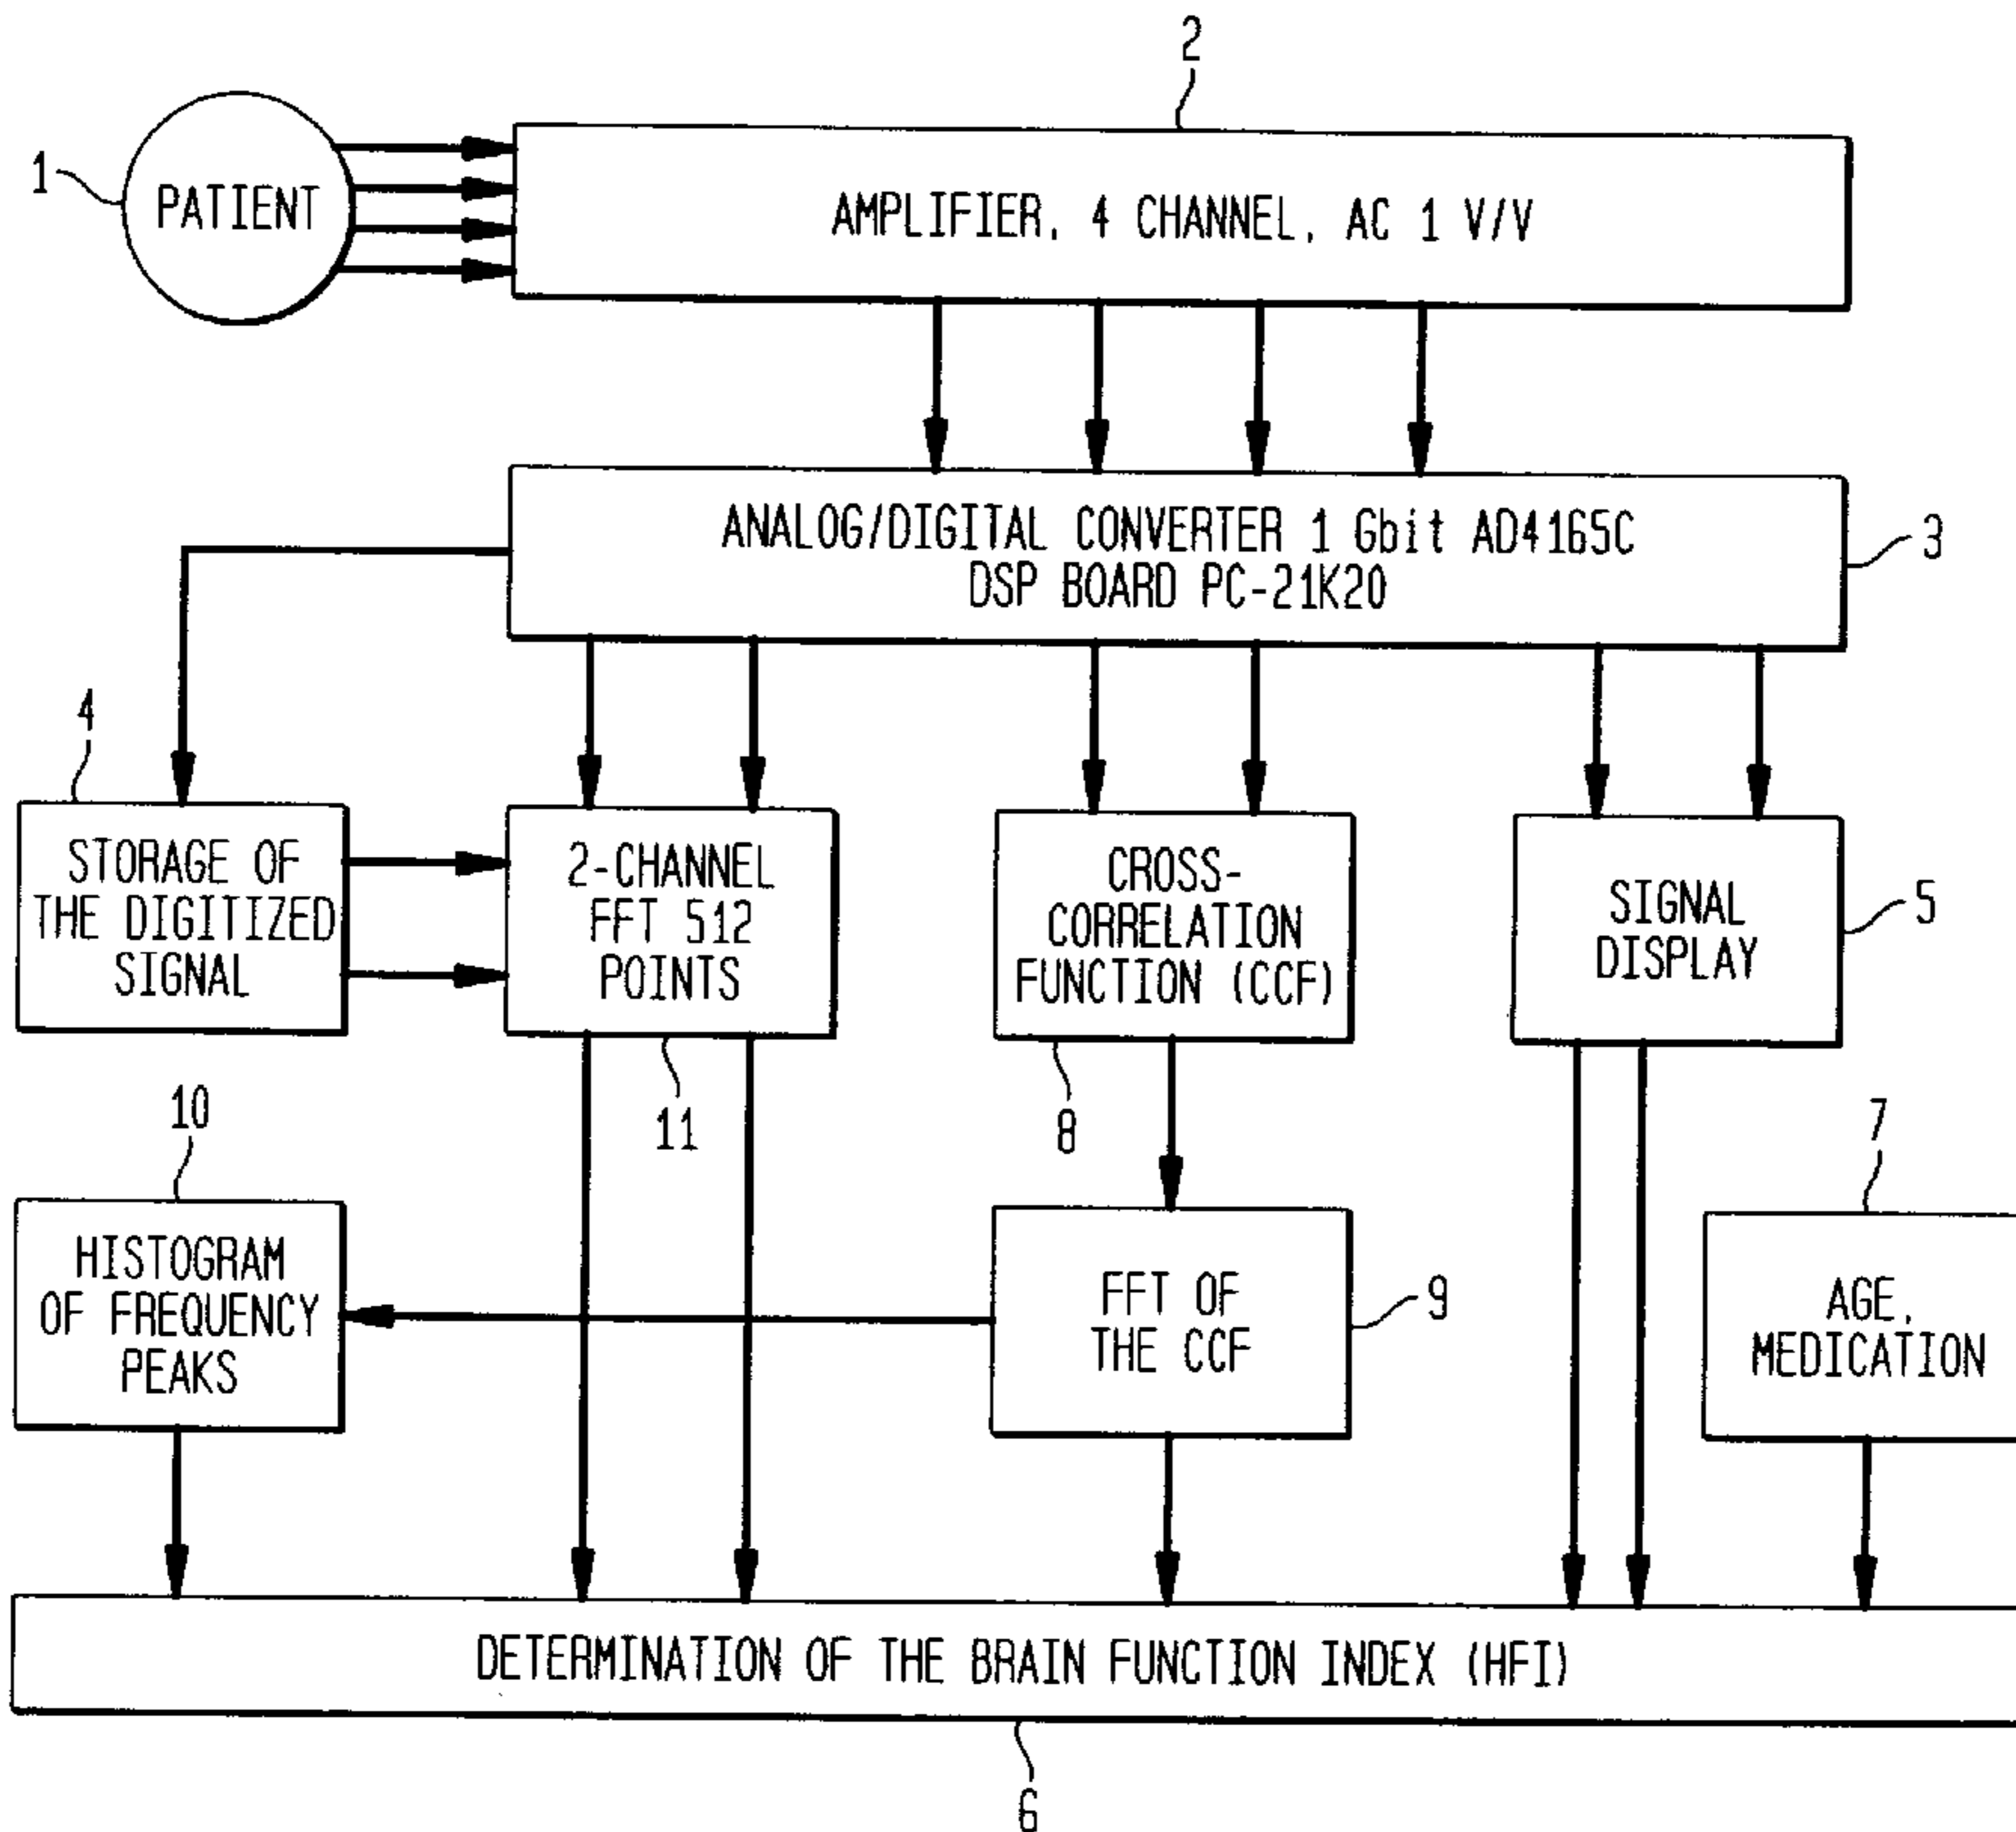 2
1
PATIENT
AMPLIFIER, 4 CHANNEL, AC 1 V/V
ANALOG/DIGITAL CONVERTER 1 Gbit AD4165C
DSP BOARD PC-21K20
3
4
STORAGE OF
THE DIGITIZED
SIGNAL
2-CHANNEL
FFT 512
POINTS
CROSS-
CORRELATION
FUNCTION (CCF)
SIGNAL
DISPLAY
5
10
11
8
7
HISTOGRAM
OF FREQUENCY
PEAKS
FFT OF
THE CCF
9
AGE,
MEDICATION
DETERMINATION OF THE BRAIN FUNCTION INDEX (HFI)
6